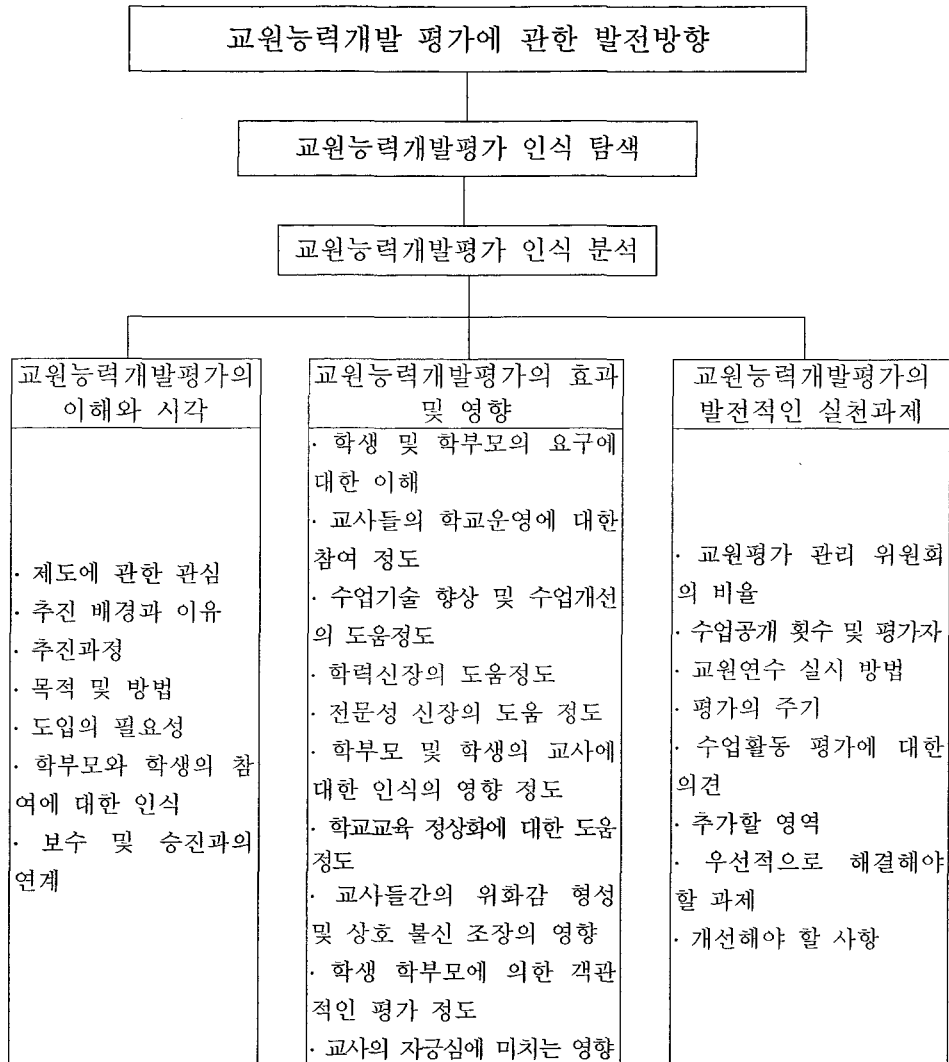 교원능력개발 평가에 관한 발전방향
교원능력개발평가 인식 탐색
교원능력개발평가 인식 분석
교원능력개발평가의
이해와 시각
· 제도에 관한 관심
· 추진 배경과 이유
· 추진과정
· 목적 및 방법
· 도입의 필요성
· 학부모와 학생의 참
여에 대한 인식
· 보수 및 승진과의
연계
교원능력개발평가의 효과
및 영향
· 학생 및 학부모의 요구에
대한 이해
· 교사들의 학교운영에 대한
참여 정도
· 수업기술 향상 및 수업개선
의 도움정도
· 학력신장의 도움정도
· 전문성 신장의 도움 정도
· 학부모 및 학생의 교사에
대한 인식의 영향 정도
· 학교교육 정상화에 대한 도움
정도
· 교사들간의 위화감 형성
및 상호 불신 조장의 영향
· 학생 학부모에 의한 객관
적인 평가 정도
· 교사의 자긍심에 미치는 영향
교원능력개발평가의
발전적인 실천과제
· 교원평가 관리 위원회
의 비율
· 수업공개 횟수 및 평가자
· 교원연수 실시 방법
· 평가의 주기
· 수업활동 평가에 대한
의견
· 추가할 영역
· 우선적으로 해결해야
할 과제
· 개선해야 할 사항